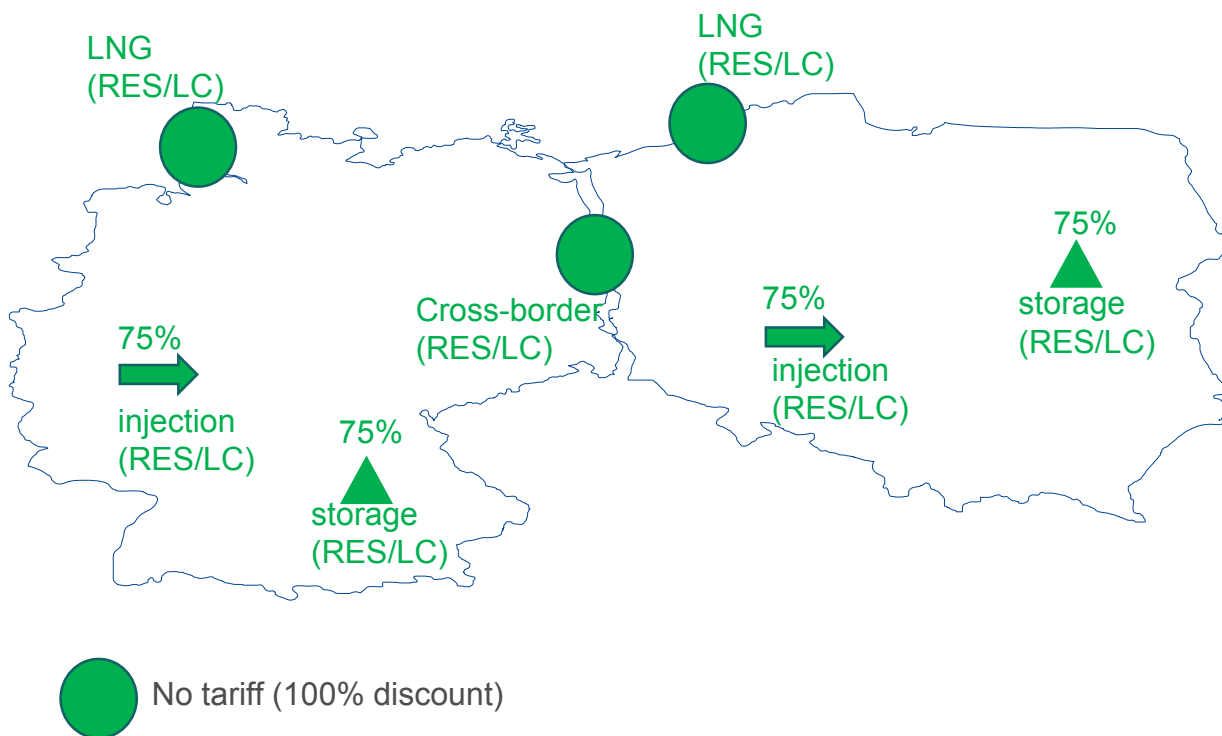 LNG
(RES/LC)
LNG
(RES/LC)
75%
storage
(RES/LC)
Cross-border
(RES/LC)
75%
injection
(RES/LC)
75%
injection
(RES/LC)
75%
storage
(RES/LC)
No tariff (100% discount)